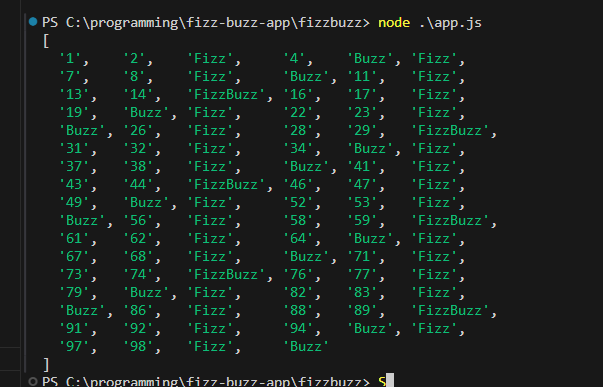 PS C:\programming\fizz-buzz-app\fizzbuzz> node .\app.js
[
'1', '2', 'Fizz', '4', 'Buzz', 'Fizz',
'7', '8', 'Fizz', 'Buzz', '11', 'Fizz',
'13', '14', 'FizzBuzz', '16', '17', 'Fizz',
'19', 'Buzz', 'Fizz', '22', '23', 'Fizz',
'Buzz', '26', 'Fizz', '28', '29', 'FizzBuzz',
'31', '32', 'Fizz', '34', 'Buzz', 'Fizz',
'37', '38', 'Fizz', 'Buzz', '41', 'Fizz',
'43', '44', 'FizzBuzz', '46', '47', 'Fizz',
'49', 'Buzz', 'Fizz', '52', '53', 'Fizz',
'Buzz', '56', 'Fizz', '58', '59', 'FizzBuzz',
'61', '62', 'Fizz', '64', 'Buzz', 'Fizz',
'67', '68', 'Fizz', 'Buzz', '71', 'Fizz',
'73', '74', 'FizzBuzz', '76', '77', 'Fizz',
'79', 'Buzz', 'Fizz', '82', '83', 'Fizz',
'Buzz', '86', 'Fizz', '88', '89', 'FizzBuzz',
'91', '92', 'Fizz', '94', 'Buzz', 'Fizz',
'97', '98', 'Fizz', 'Buzz'
]
PS C:\programming\fizz-buzz-app\fizzbuzz> S